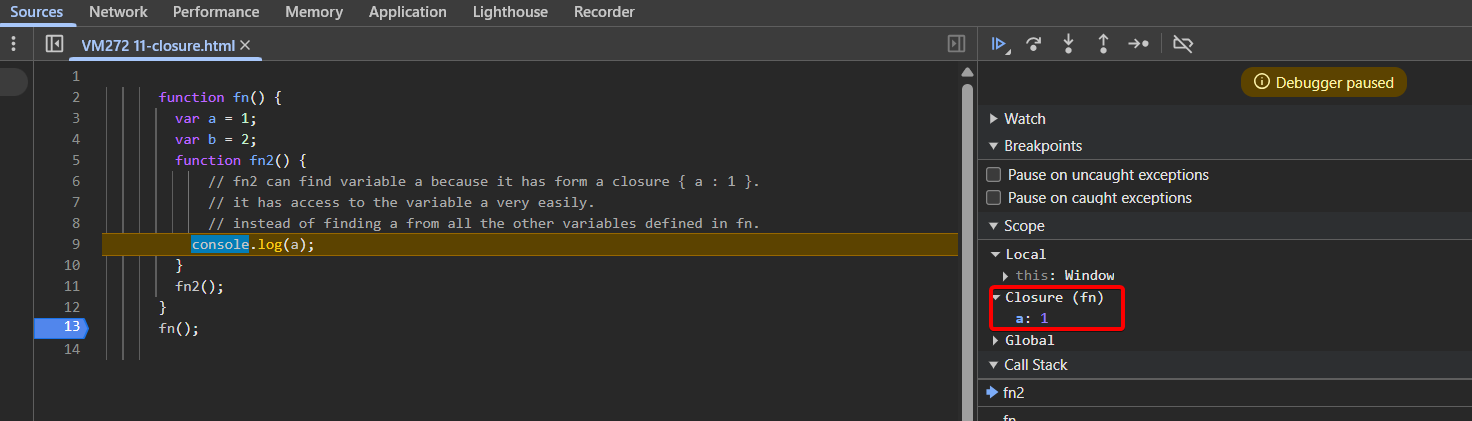 Sources Network Performance Memory Application Lighthouse Recorder
VM272 11-closure.html
Debugger paused
1
2 function fn() {
3 var a = 1;
4 var b = 2;
5 function fn2() {
6 // fn2 can find variable a because it has form a closure { a : 1 }.
7 // it has access to the variable a very easily.
8 // instead of finding a from all the other variables defined in fn.
9 console.log(a);
10 }
11 fn2();
12 }
13 fn();
14
Watch
Breakpoints
Pause on uncaught exceptions
Pause on caught exceptions
Scope
Local
this: Window
Closure (fn)
a: 1
Global
Call Stack
fn2
fn